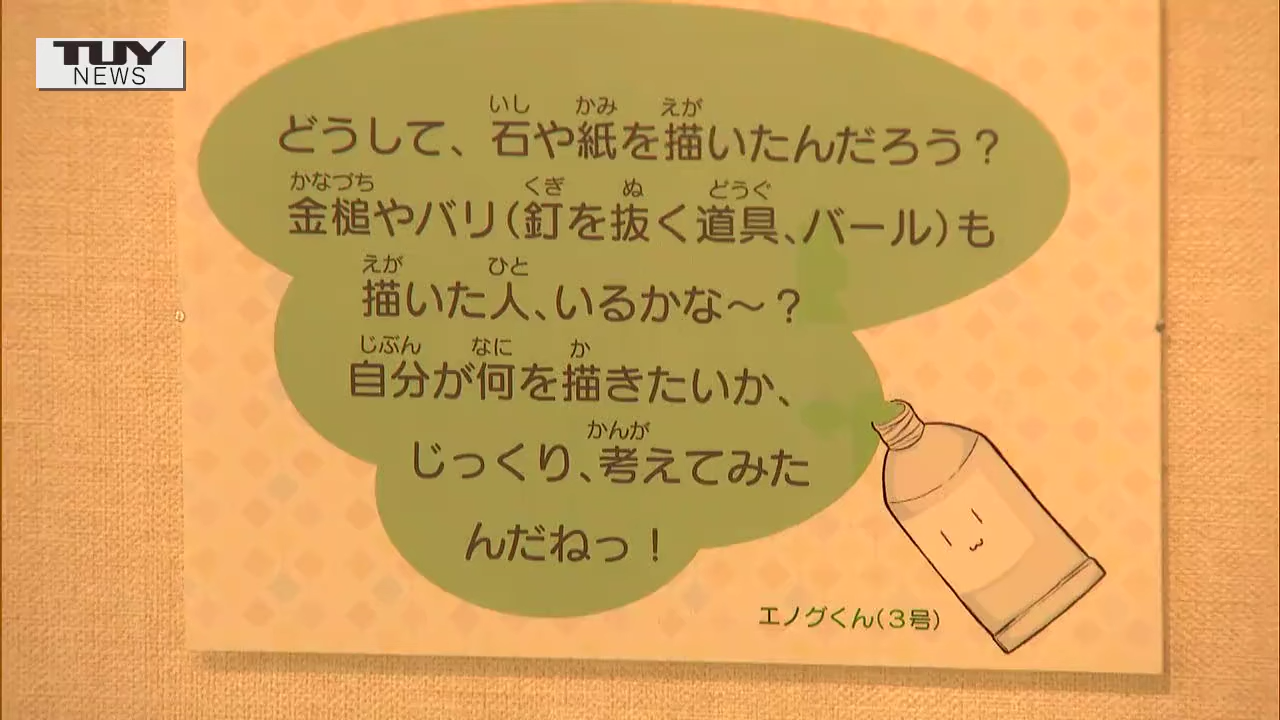 TUY
NEWS
いし かみ えが
どうして、石や紙を描いたんだろう？
かなづち くぎ ぬ どうぐ
金槌やバリ（釘を抜く道具、バール）も
えが ひと
描いた人、いるかな〜？
じぶん なに か
自分が何を描きたいか、
かんが
じっくり、考えてみた
んだねっ！
エノグくん（３号）